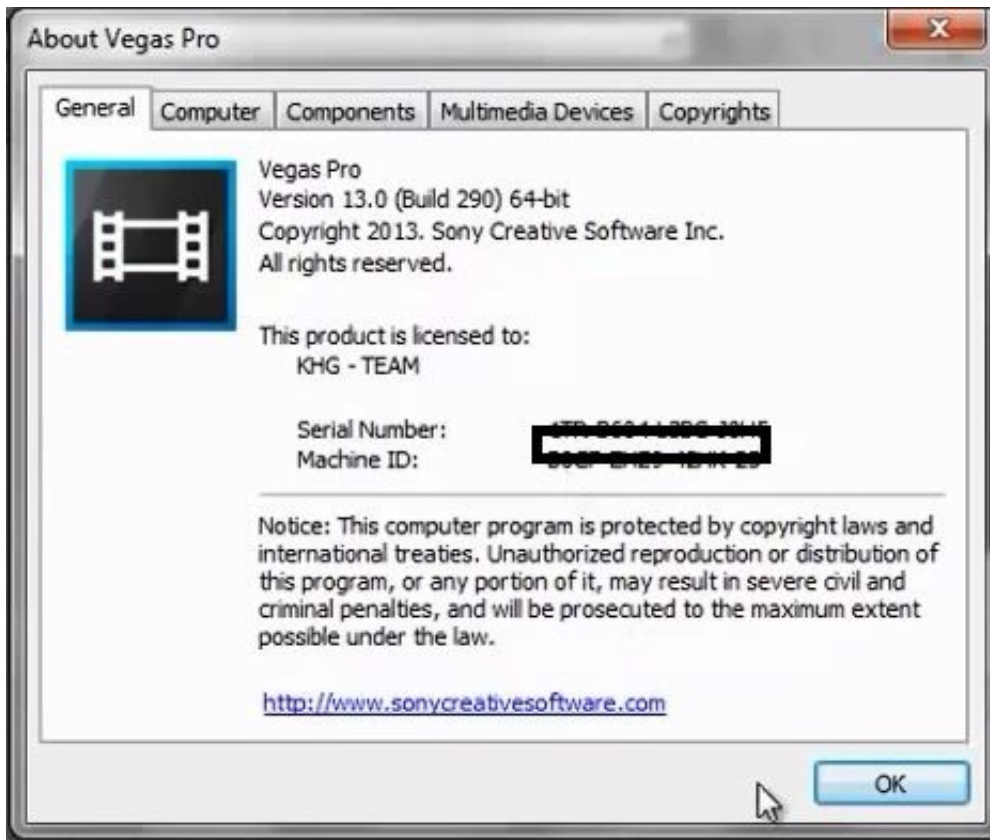 About Vegas Pro
General Computer Components Multimedia Devices Copyrights
Vegas Pro
Version 13.0 (Build 290) 64-bit
Copyright 2013. Sony Creative Software Inc.
All rights reserved.
This product is licensed to:
KHG - TEAM
Serial Number:
Machine ID:
Notice: This computer program is protected by copyright laws and
international treaties. Unauthorized reproduction or distribution of
this program, or any portion of it, may result in severe civil and
criminal penalties, and will be prosecuted to the maximum extent
possible under the law.
http://www.sonycreativesoftware.com
OK